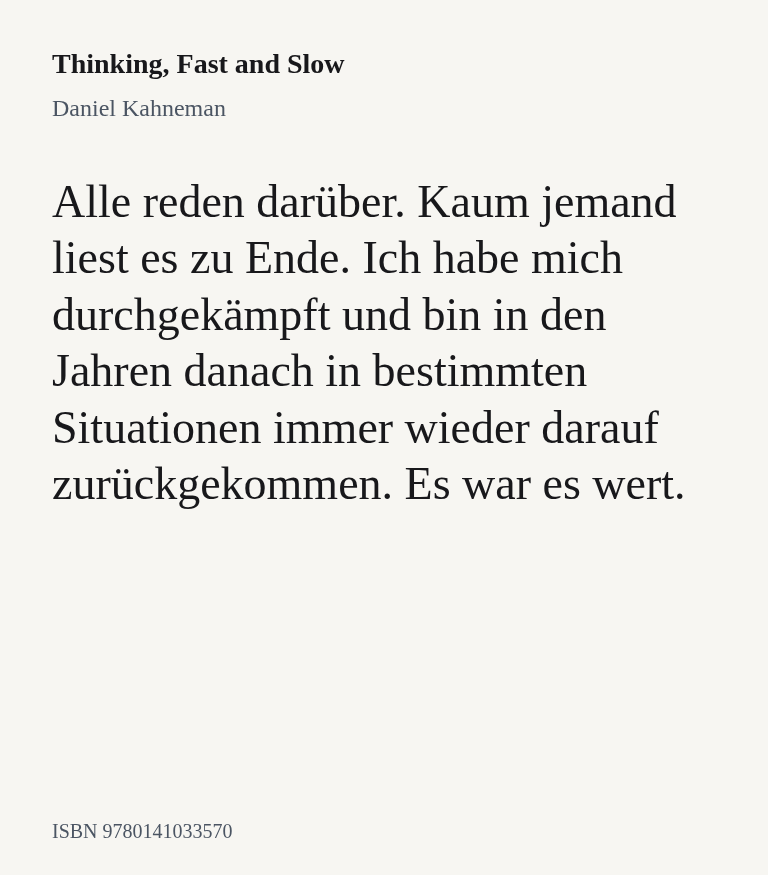 Thinking, Fast and Slow
Daniel Kahneman
Alle reden darüber. Kaum jemand
liest es zu Ende. Ich habe mich
durchgekämpft und bin in den
Jahren danach in bestimmten
Situationen immer wieder darauf
zurückgekommen. Es war es wert.
ISBN 9780141033570